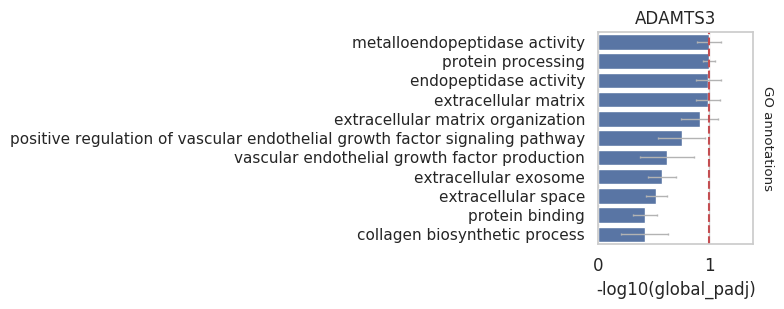 ADAMTS3
metalloendopeptidase activity
protein processing
endopeptidase activity
extracellular matrix
extracellular matrix organization
positive regulation of vascular endothelial growth factor signaling pathway
vascular endothelial growth factor production
extracellular exosome
extracellular space
protein binding
collagen biosynthetic process
GO annotations
0 1
-log10(global_padj)